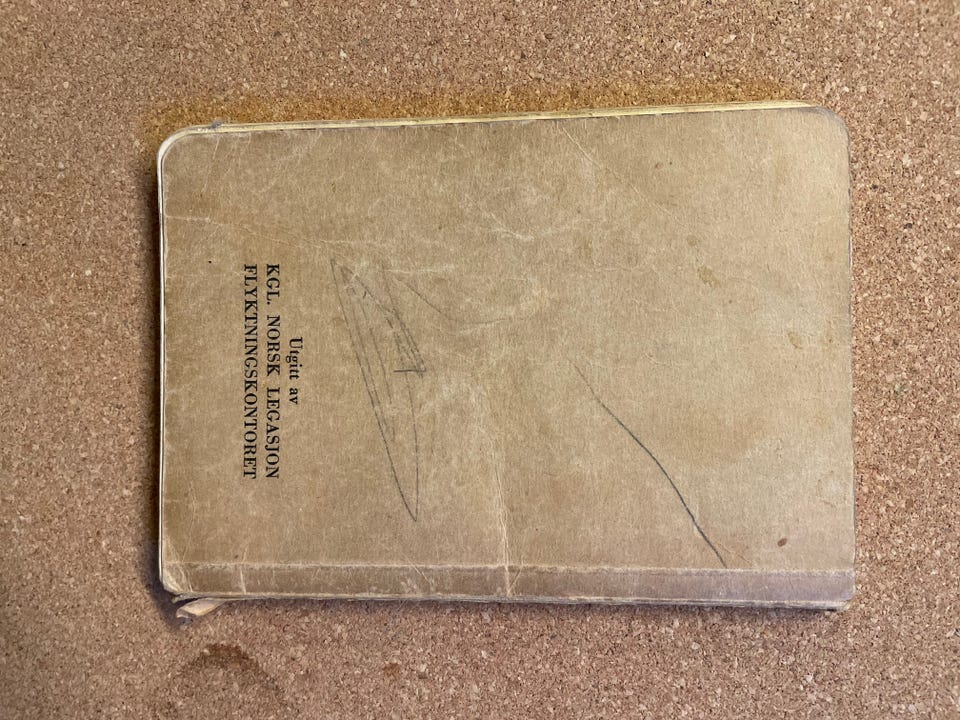 Utgitt av
KGL. NORSK LEGASJON
FLYKTNINGSKONTORET